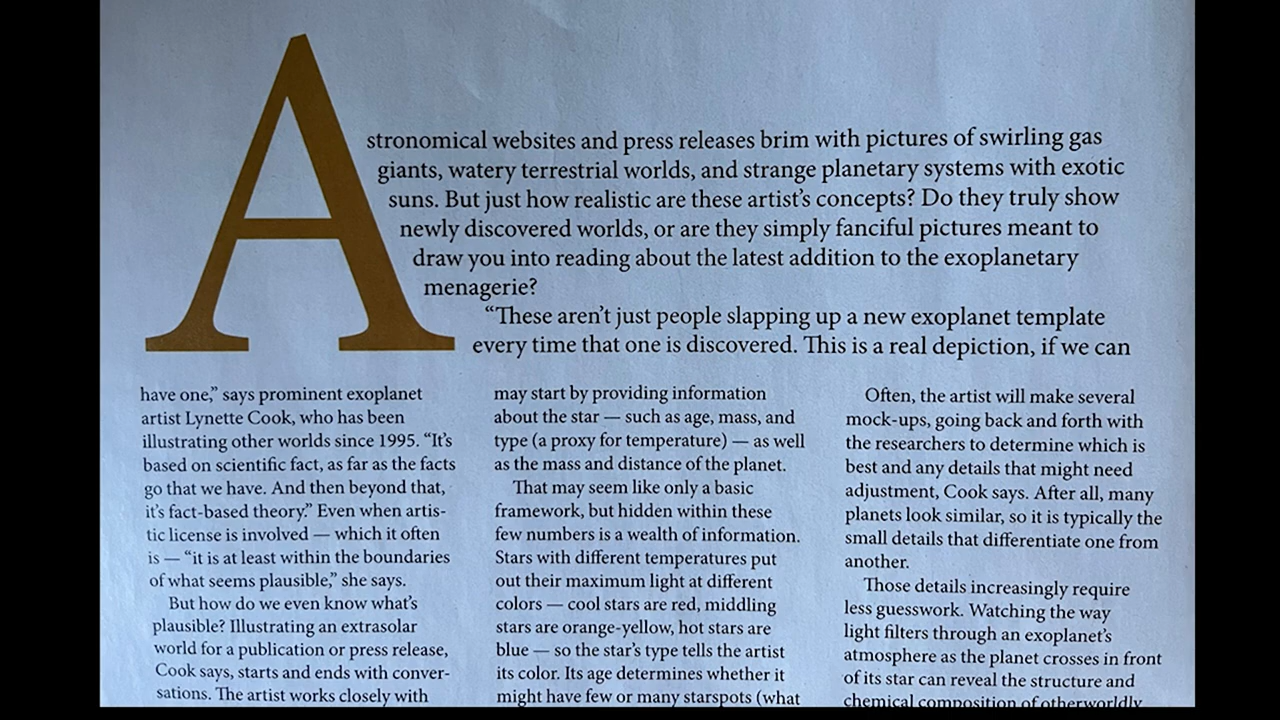 Astronomical websites and press releases brim with pictures of swirling gas
giants, watery terrestrial worlds, and strange planetary systems with exotic
suns. But just how realistic are these artist’s concepts? Do they truly show
newly discovered worlds, or are they simply fanciful pictures meant to
draw you into reading about the latest addition to the exoplanetary
menagerie?
“These aren’t just people slapping up a new exoplanet template
every time that one is discovered. This is a real depiction, if we can
have one,” says prominent exoplanet
artist Lynette Cook, who has been
illustrating other worlds since 1995. “It’s
based on scientific fact, as far as the facts
go that we have. And then beyond that,
it’s fact-based theory.” Even when artis-
tic license is involved — which it often
is — “it is at least within the boundaries
of what seems plausible,” she says.
But how do we even know what’s
plausible? Illustrating an extrasolar
world for a publication or press release,
Cook says, starts and ends with conver-
sations. The artist works closely with
may start by providing information
about the star — such as age, mass, and
type (a proxy for temperature) — as well
as the mass and distance of the planet.
That may seem like only a basic
framework, but hidden within these
few numbers is a wealth of information.
Stars with different temperatures put
out their maximum light at different
colors — cool stars are red, middling
stars are orange-yellow, hot stars are
blue — so the star’s type tells the artist
its color. Its age determines whether it
might have few or many starspots (what
Often, the artist will make several
mock-ups, going back and forth with
the researchers to determine which is
best and any details that might need
adjustment, Cook says. After all, many
planets look similar, so it is typically the
small details that differentiate one from
another.
Those details increasingly require
less guesswork. Watching the way
light filters through an exoplanet’s
atmosphere as the planet crosses in front
of its star can reveal the structure and
chemical composition of otherworldly